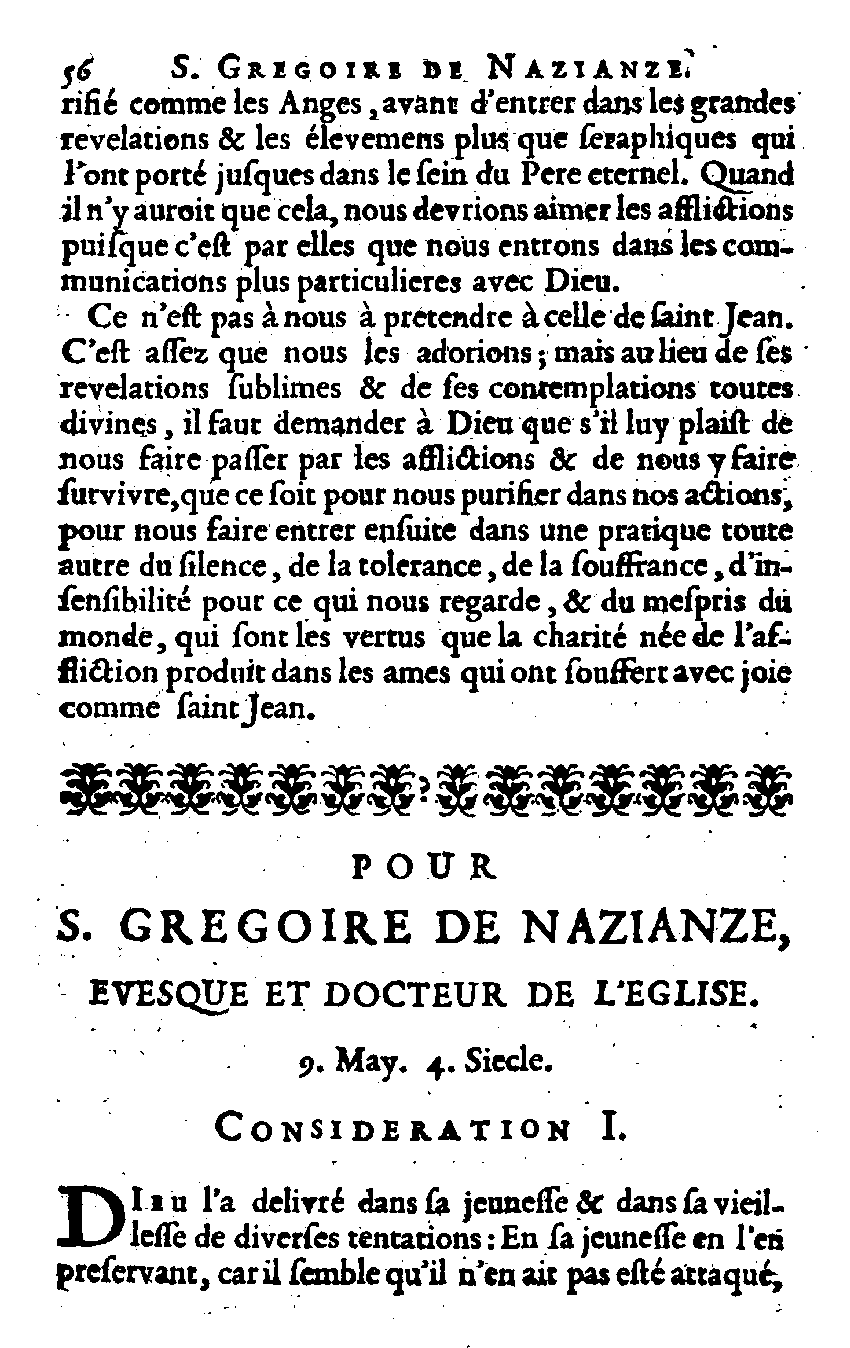 56 S. GREGOIRE DE NAZIANZE.
rifié comme les Anges, avant d'entrer dans les grandes
revelations & les élevemens plus que ſeraphiques qui
l'ont porté juſques dans le ſein du Pere eternel. Quand
il n'y auroit que cela, nous devrions aimer les afflictions
puiſque c'eſt par elles que nous entrons dans les com-
munications plus particulieres avec Dieu.
Ce n'eſt pas à nous à pretendre à celle de ſaint Jean.
C'eſt aſſez que nous les adorions; mais au lieu de ſes
revelations ſublimes & de ſes contemplations toutes
divines, il faut demander à Dieu que s'il luy plaiſt de
nous faire paſſer par les afflictions & de nous y faire
ſurvivre, que ce ſoit pour nous purifier dans nos actions,
pour nous faire entrer enſuite dans une pratique toute
autre du ſilence, de la tolerance, de la ſouffrance, d'in-
ſenſibilité pour ce qui nous regarde, & du meſpris du
monde, qui ſont les vertus que la charité née de l'af-
fliction produit dans les ames qui ont ſouffert avec joie
comme ſaint Jean.
POUR
S. GREGOIRE DE NAZIANZE,
EVESQUE ET DOCTEUR DE L'EGLISE.
9. May. 4. Siecle.
CONSIDERATION I.
DIEU l'a delivré dans ſa jeuneſſe & dans ſa vieil-
leſſe de diverſes tentations: En ſa jeuneſſe en l'en
preſervant, car il ſemble qu'il n'en ait pas eſté attaqué,